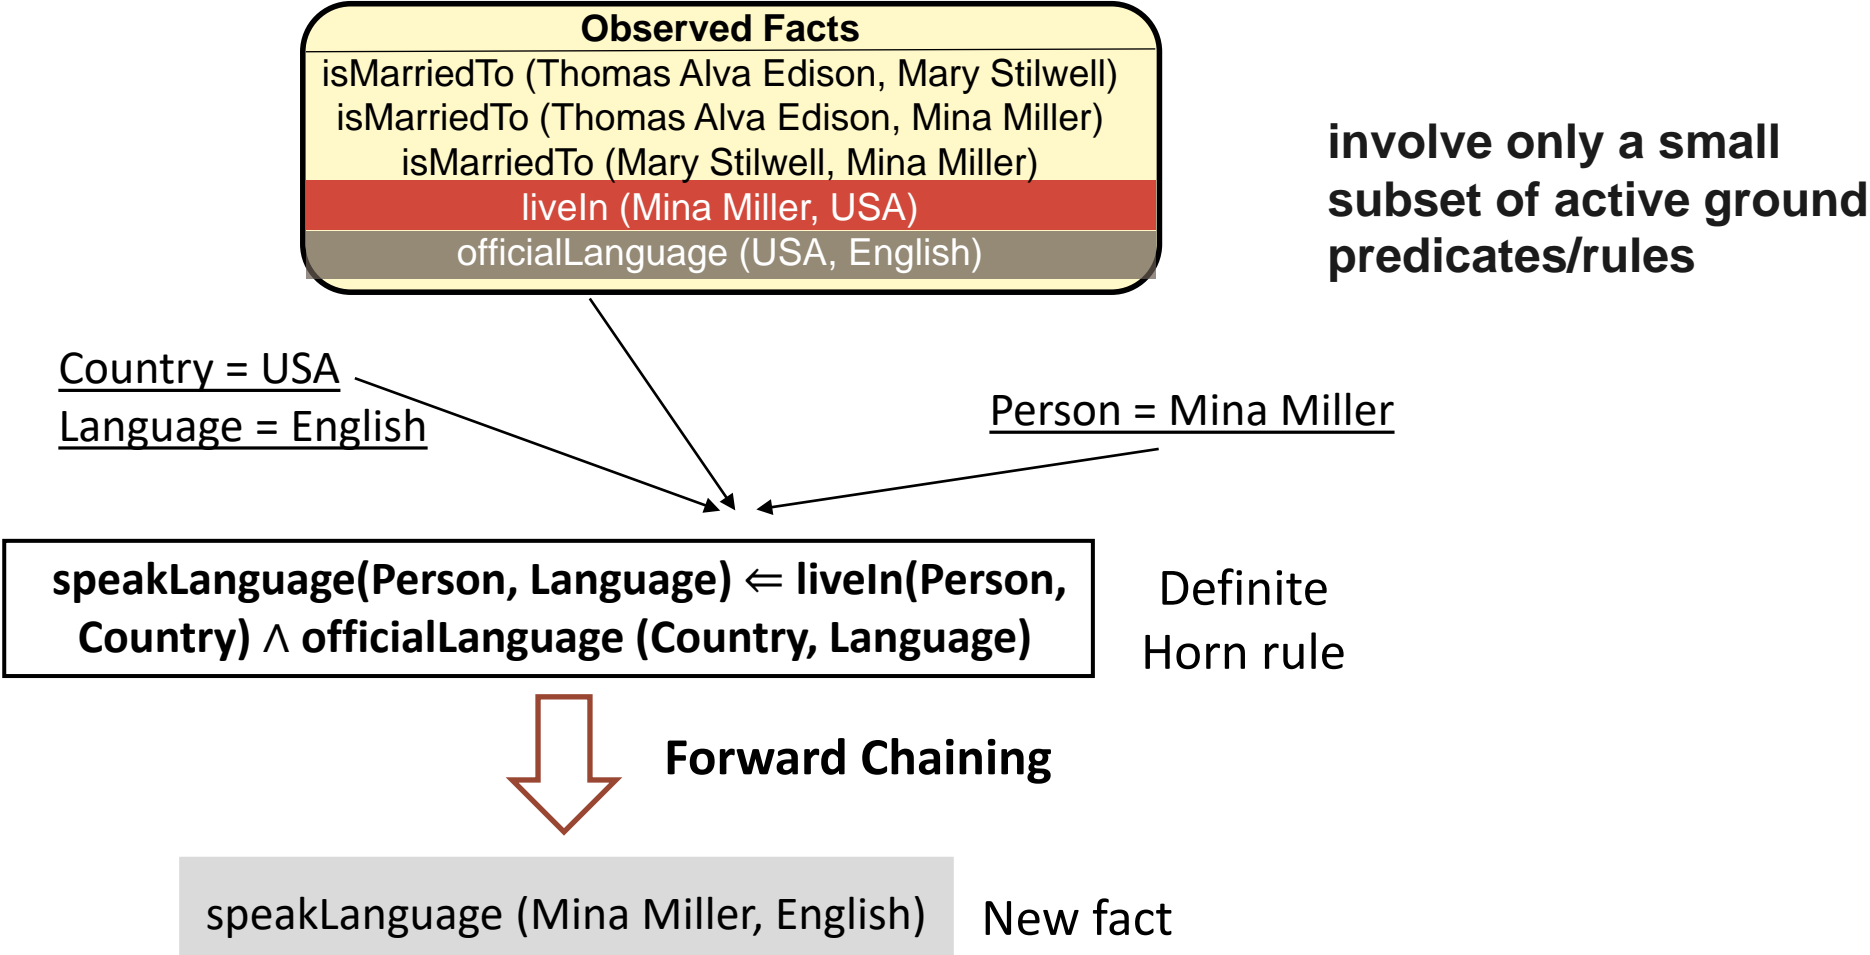 Observed Facts
isMarriedTo (Thomas Alva Edison, Mary Stilwell)
isMarriedTo (Thomas Alva Edison, Mina Miller)
isMarriedTo (Mary Stilwell, Mina Miller)
liveIn (Mina Miller, USA)
officialLanguage (USA, English)
involve only a small
subset of active ground
predicates/rules
Country = USA
Language = English
Person = Mina Miller
speakLanguage(Person, Language) ⇐ liveIn(Person,
Country) ∧ officialLanguage (Country, Language)
Definite
Horn rule
Forward Chaining
speakLanguage (Mina Miller, English)
New fact